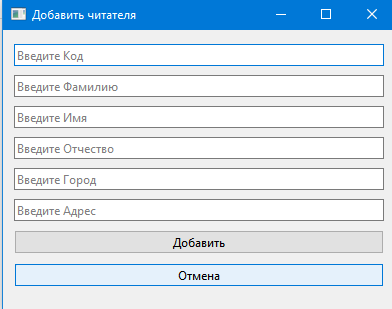 Добавить читателя
Введите Код
Введите Фамилию
Введите Имя
Введите Отчество
Введите Город
Введите Адрес
Добавить
Отмена